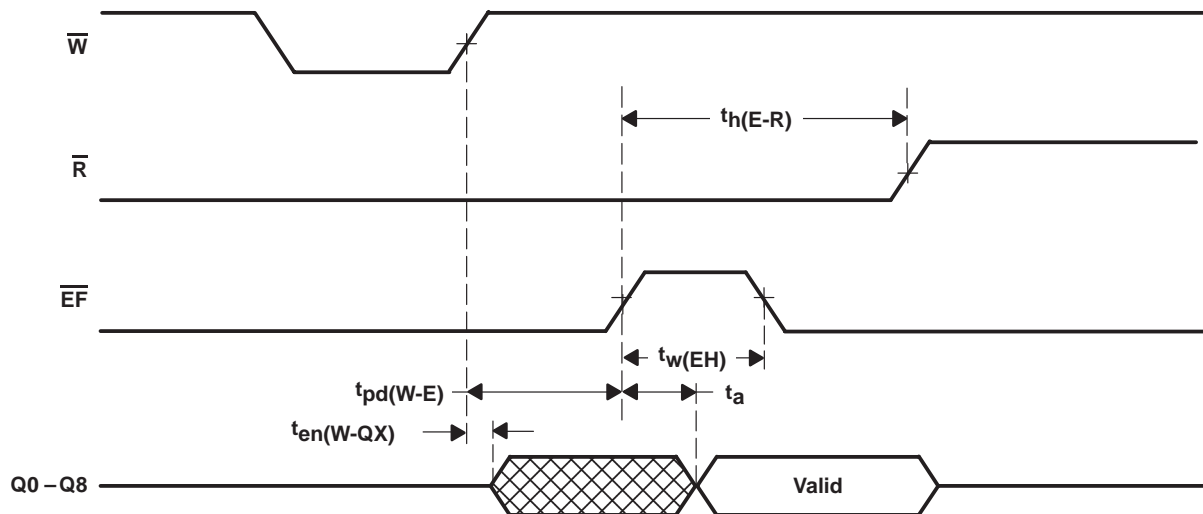 W
th(E-R)
R
EF
tw(EH)
tpd(W-E)
ta
ten(W-QX)
Q0 – Q8
Valid